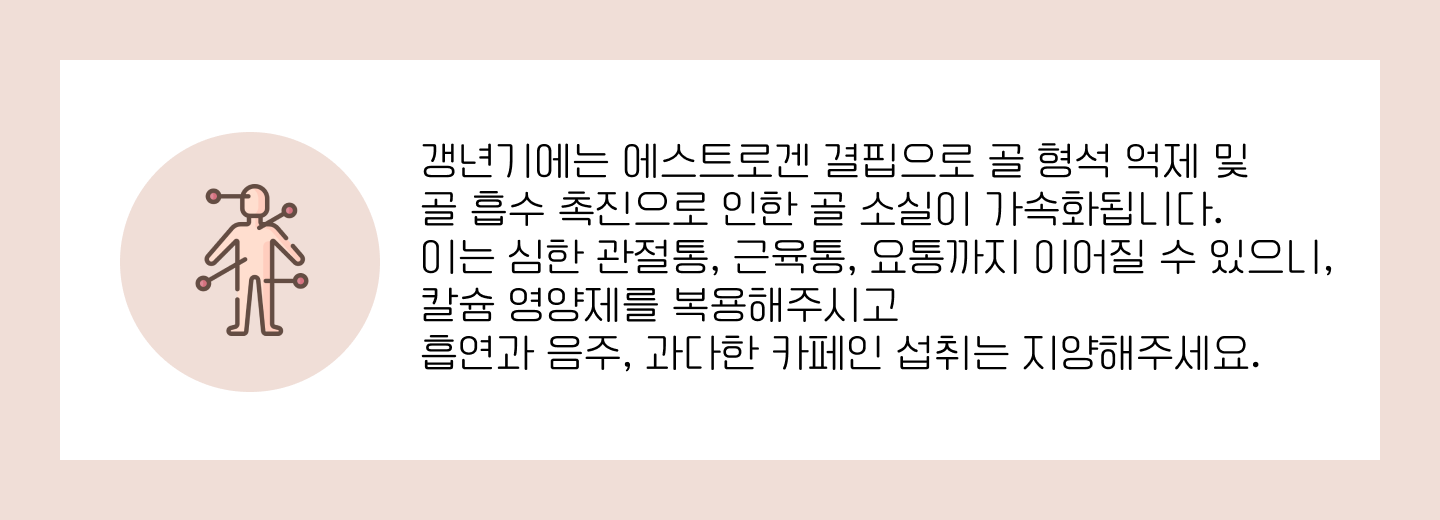 갱년기에는 에스트로겐 결핍으로 골 형석 억제 및
골 흡수 촉진으로 인한 골 소실이 가속화됩니다.
이는 심한 관절통, 근육통, 요통까지 이어질 수 있으니,
칼슘 영양제를 복용해주시고
흡연과 음주, 과다한 카페인 섭취는 지양해주세요.